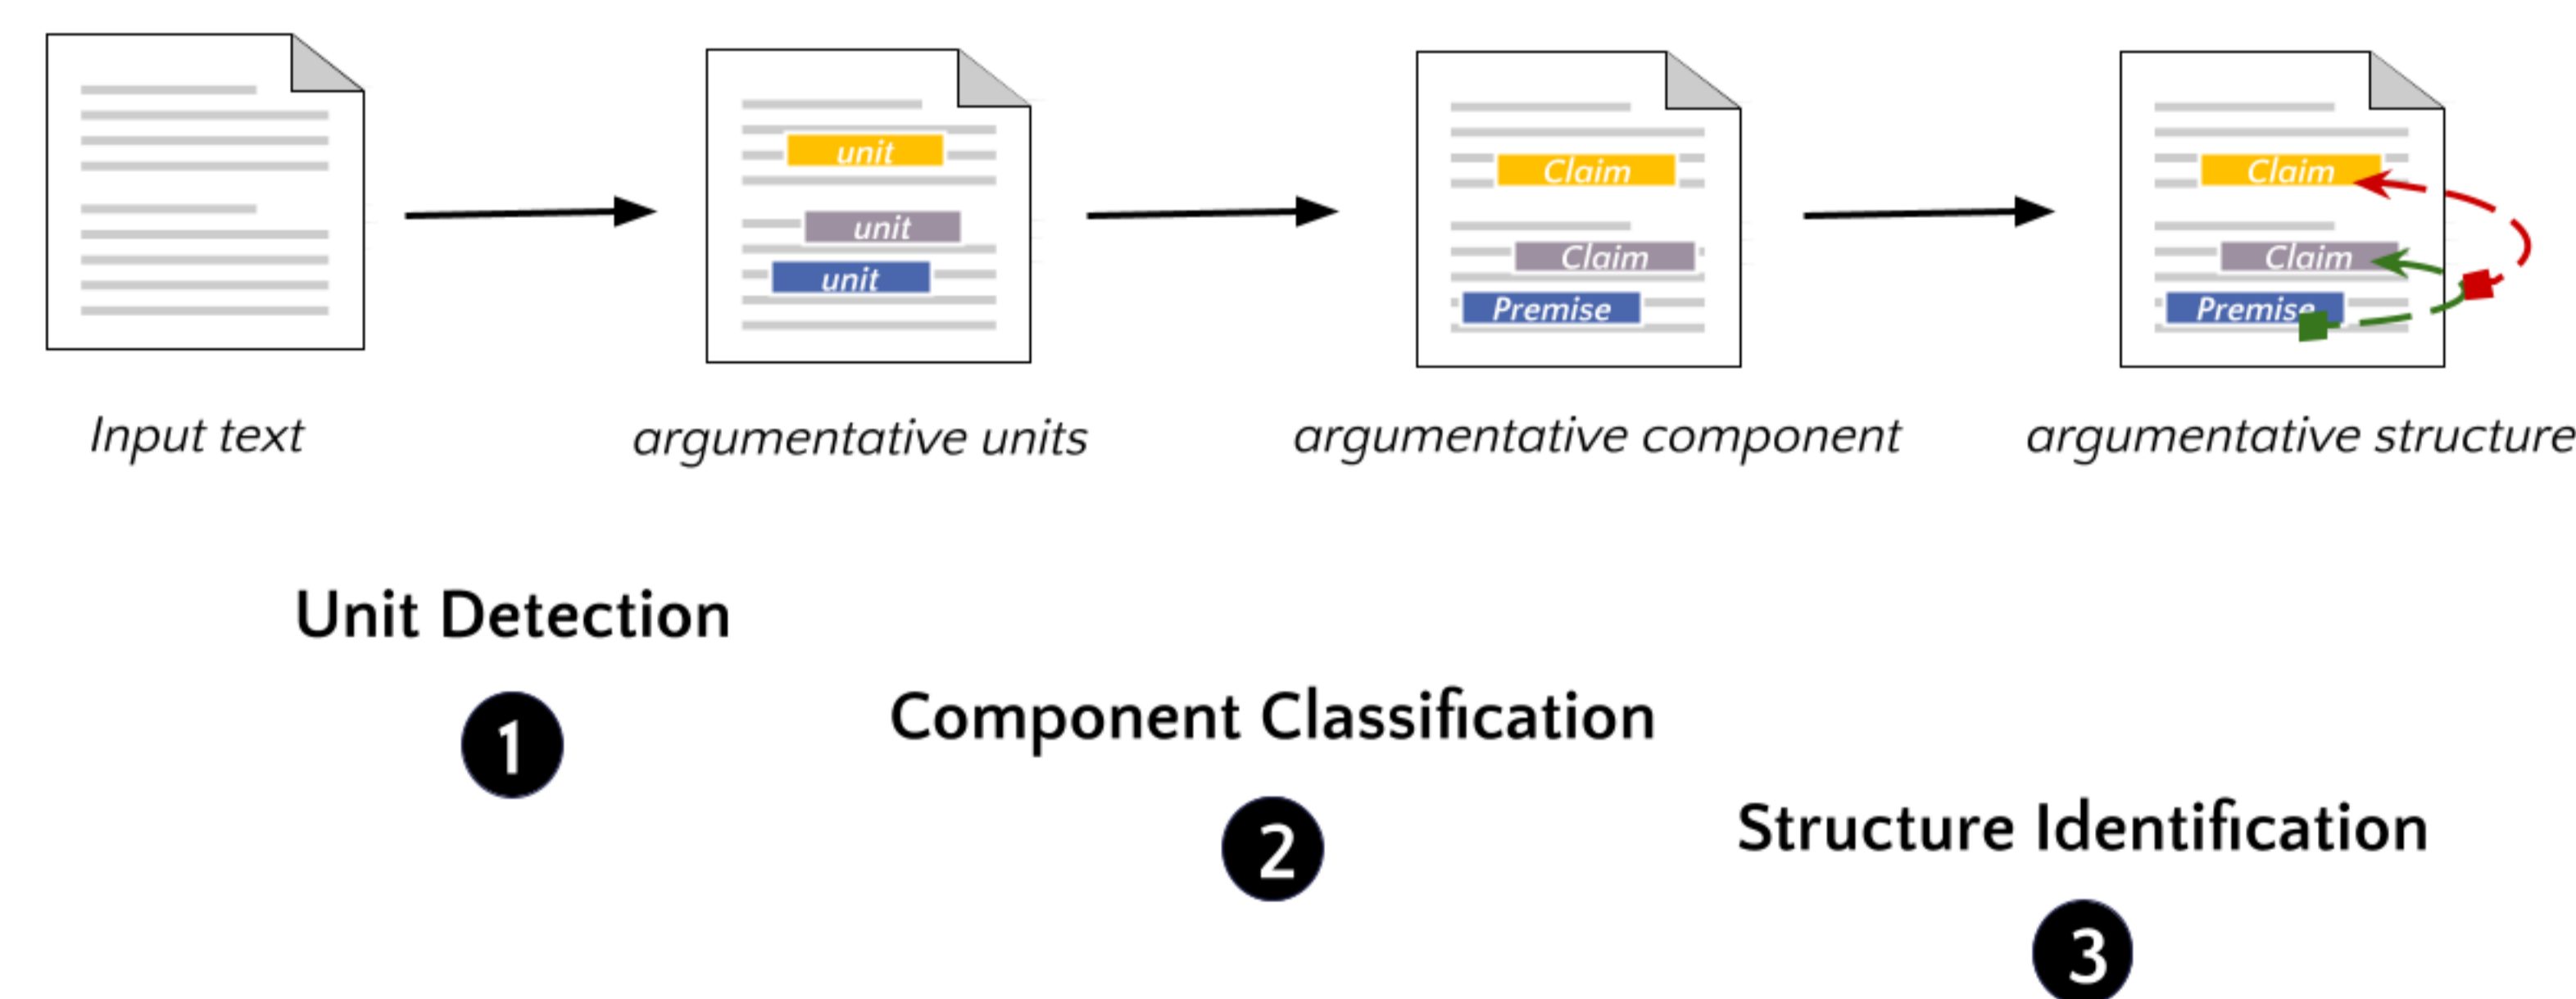 unit
unit
unit
Claim
Claim
Premise
Claim
Claim
Premise
Input text
argumentative units
argumentative component
argumentative structure
Unit Detection
1
Component Classification
2
Structure Identification
3